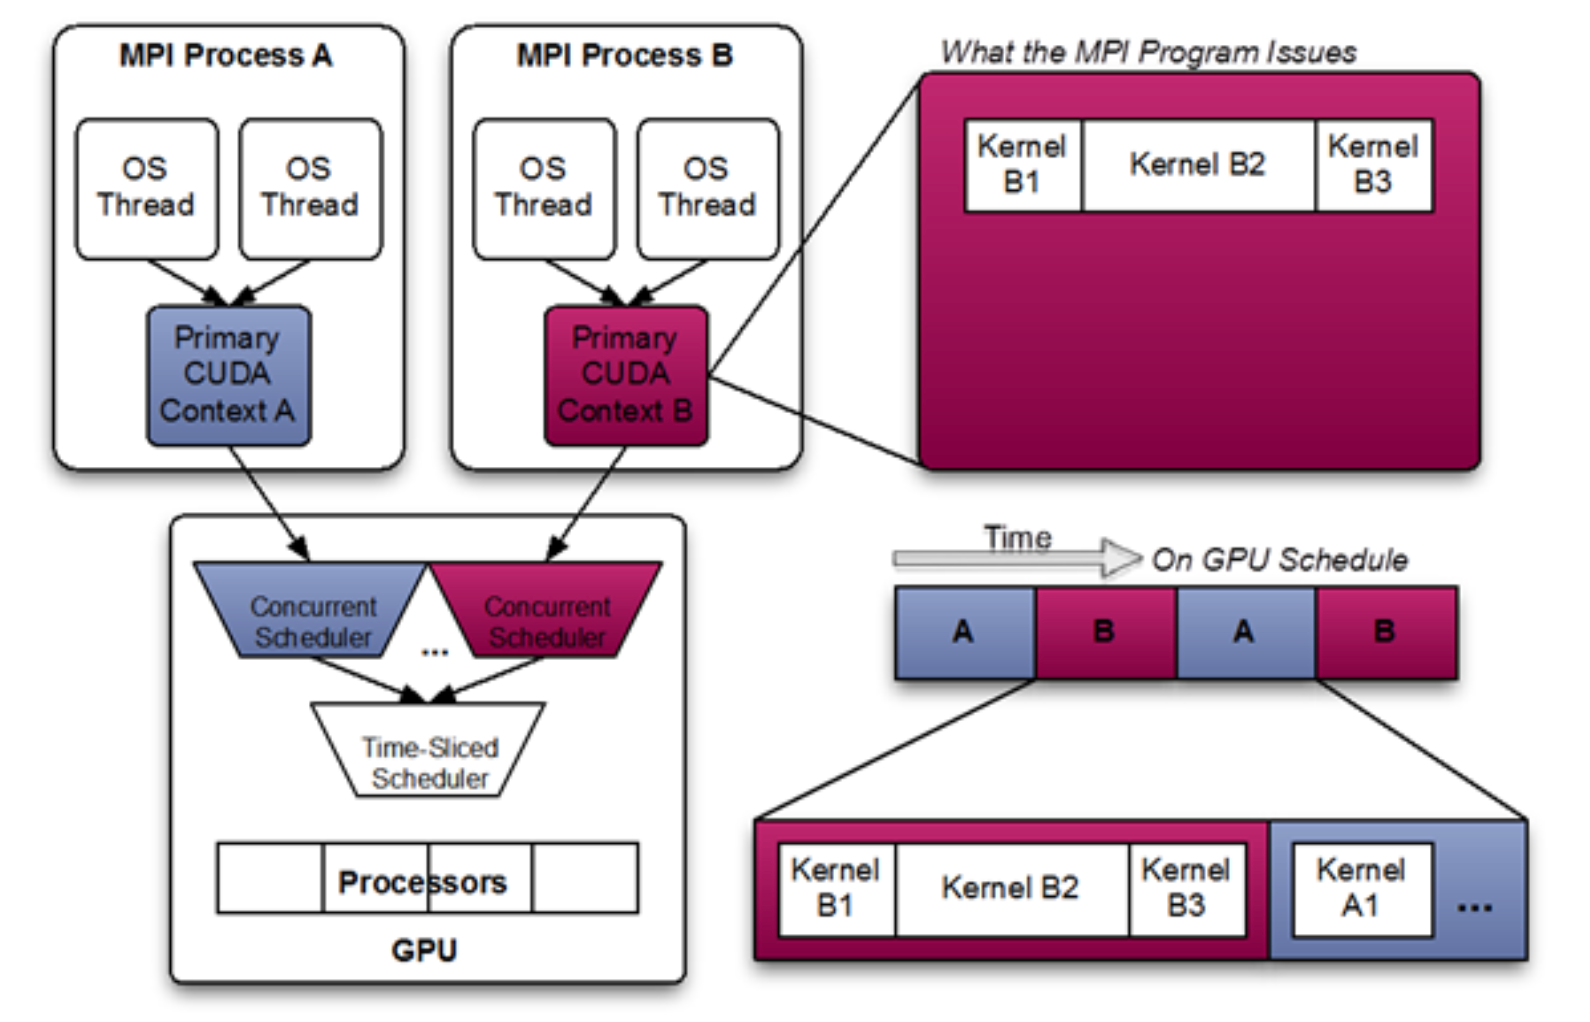 MPI Process A
OS
Thread
OS
Thread
Primary
CUDA
Context A
MPI Process B
OS
Thread
OS
Thread
Primary
CUDA
Context B
What the MPI Program Issues
Kernel
B1
Kernel B2
Kernel
B3
Concurrent
Scheduler
...
Concurrent
Scheduler
Time-Sliced
Scheduler
Processors
GPU
Time
On GPU Schedule
A
B
A
B
Kernel
B1
Kernel B2
Kernel
B3
Kernel
A1
...